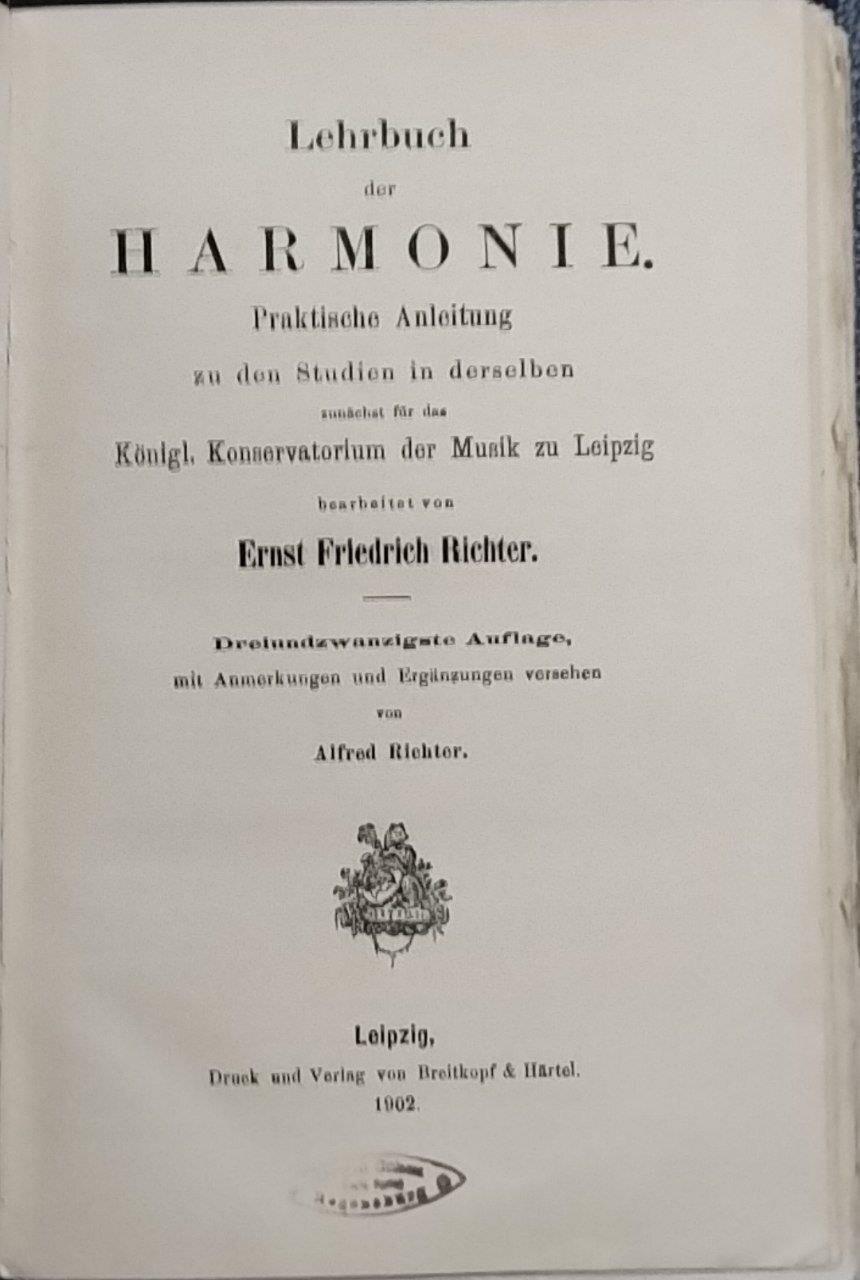 Lehrbuch
der
HARMONIE.
Praktische Anleitung
zu den Studien in derselben
zunächst für das
Königl. Konservatorium der Musik zu Leipzig
bearbeitet von
Ernst Friedrich Richter.
Dreiundzwanzigste Auflage,
mit Anmerkungen und Ergänzungen versehen
von
Alfred Richter.
Leipzig,
Druck und Verlag von Breitkopf & Härtel.
1902.